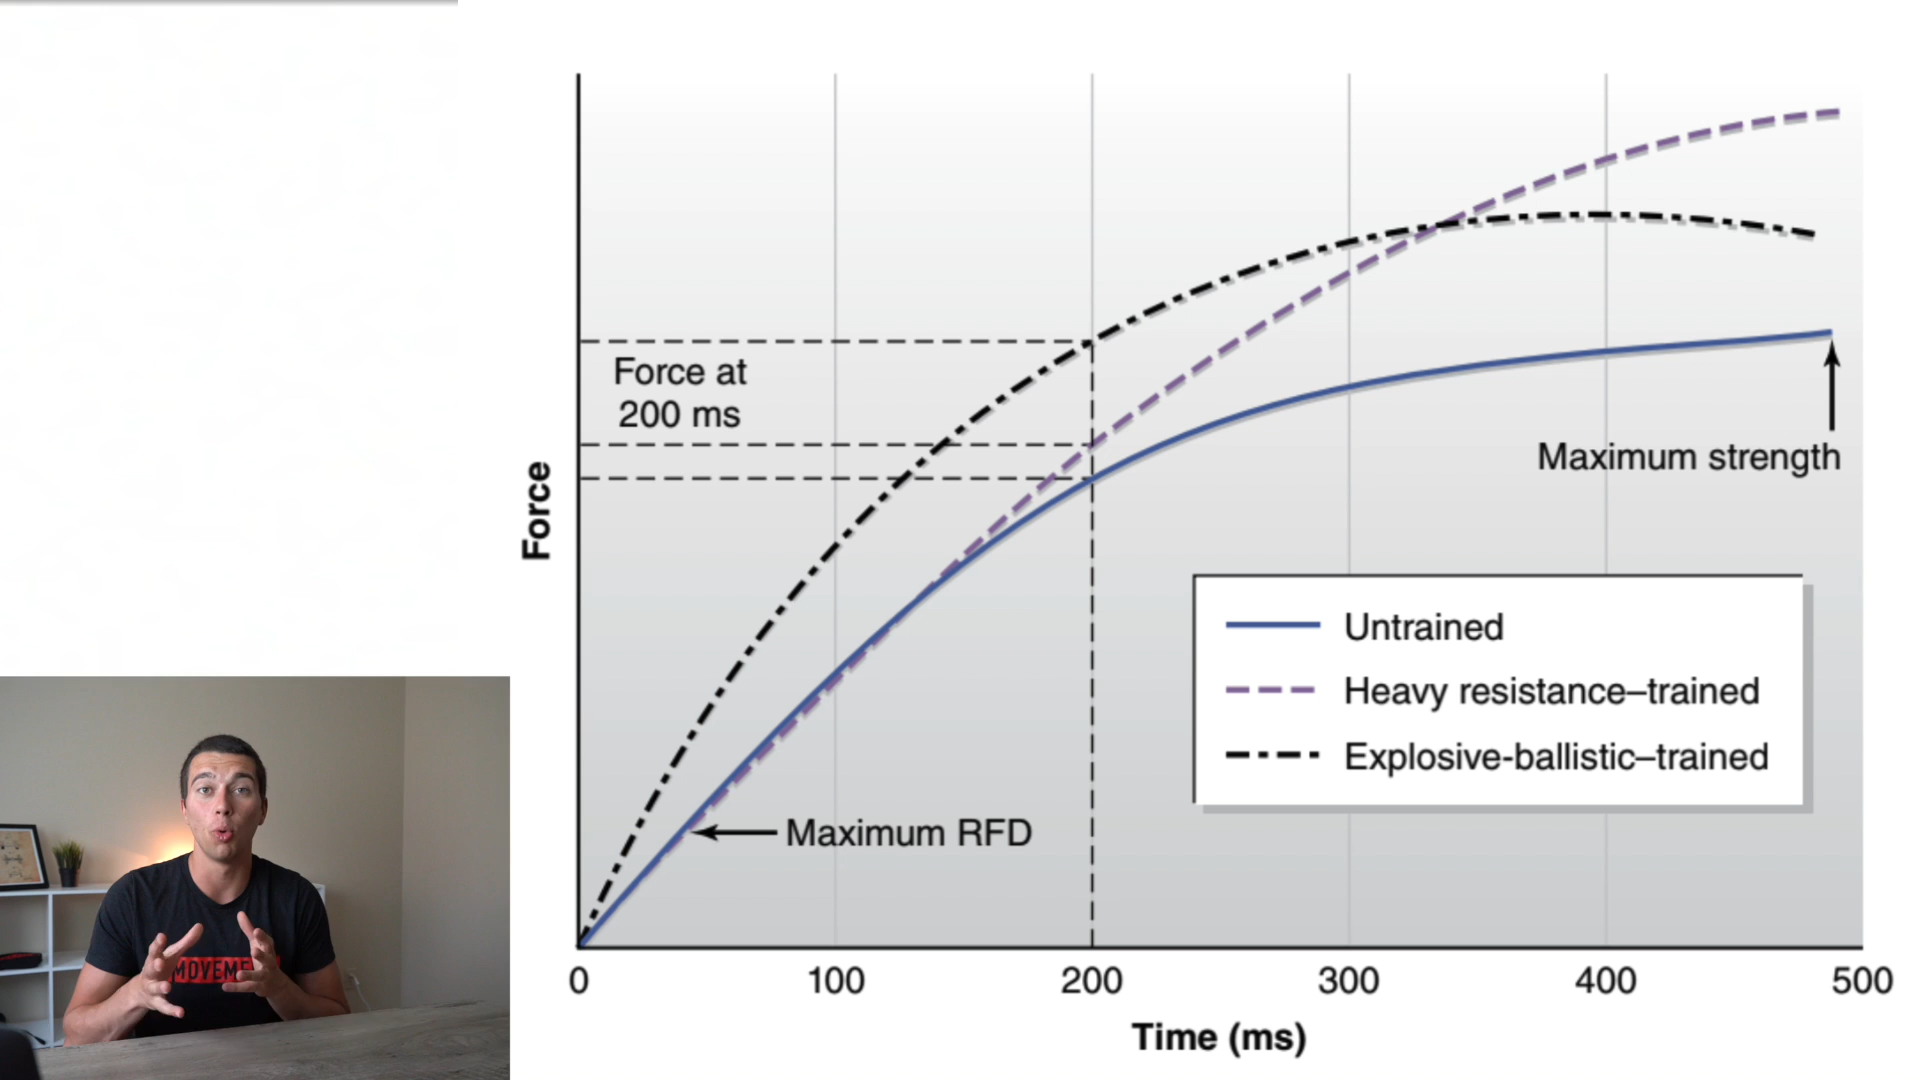 Force at
200 ms
Force
Maximum strength
Untrained
Heavy resistance–trained
Explosive-ballistic–trained
Maximum RFD
0 100 200 300 400 500
Time (ms)
MOVEME